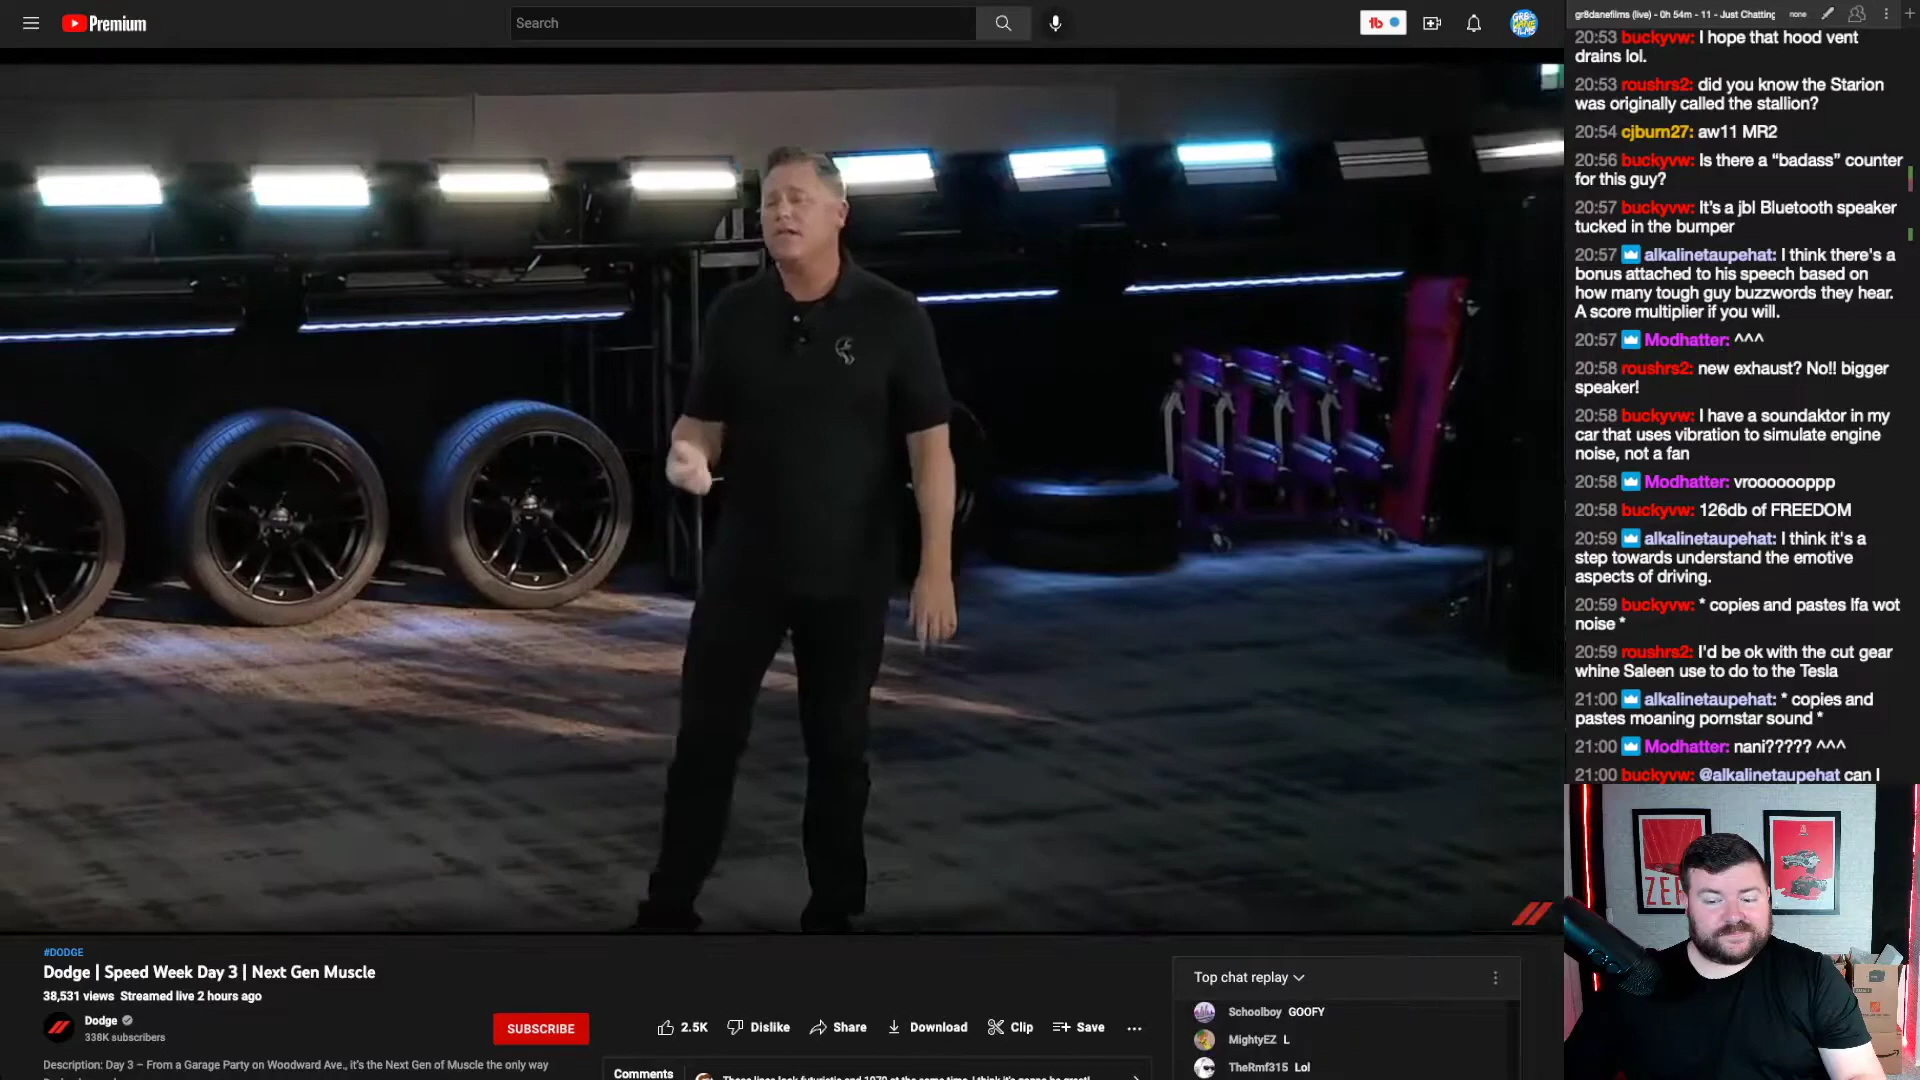 Premium
Search
gr8danefilms (live) - 0h 54m - 11 - Just Chatting
none
20:53 buckyvw: I hope that hood vent
drains lol.
20:53 roushrs2: did you know the Starion
was originally called the stallion?
20:54 cjburn27: aw11 MR2
20:56 buckyvw: Is there a “badass” counter
for this guy?
20:57 buckyvw: It's a jbl Bluetooth speaker
tucked in the bumper
20:57 alkalinetaupehat: I think there's a
bonus attached to his speech based on
how many tough guy buzzwords they hear.
A score multiplier if you will.
20:57 Modhatter: ^^^
20:58 roushrs2: new exhaust? No!! bigger
speaker!
20:58 buckyvw: I have a soundaktor in my
car that uses vibration to simulate engine
noise, not a fan
20:58 Modhatter: vrooooooppp
20:58 buckyvw: 126db of FREEDOM
20:59 alkalinetaupehat: I think it's a
step towards understand the emotive
aspects of driving.
20:59 buckyvw: * copies and pastes lfa wot
noise *
20:59 roushrs2: I'd be ok with the cut gear
whine Saleen use to do to the Tesla
21:00 alkalinetaupehat: * copies and
pastes moaning pornstar sound *
21:00 Modhatter: nani????? ^^^
21:00 buckyvw: @alkalinetaupehat can I
#DODGE
Dodge | Speed Week Day 3 | Next Gen Muscle
38,531 views Streamed live 2 hours ago
Dodge
338K subscribers
SUBSCRIBE
2.5K
Dislike
Share
Download
Clip
Save
Description: Day 3 – From a Garage Party on Woodward Ave., it's the Next Gen of Muscle the only way
Comments
Top chat replay
Schoolboy GOOFY
MightyEZ L
TheRmf315 Lol